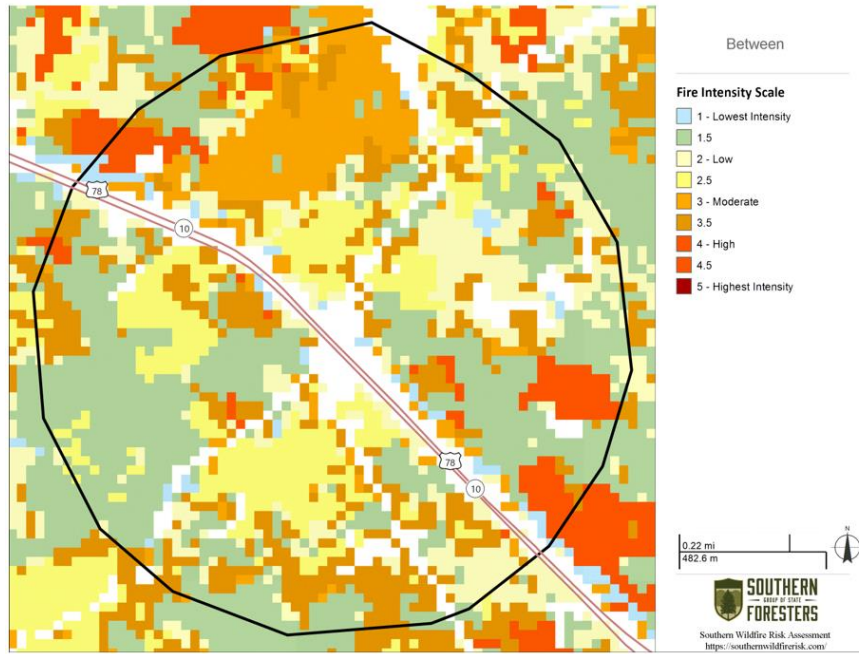 Between
Fire Intensity Scale
1 - Lowest Intensity
1.5
2 - Low
2.5
3 - Moderate
3.5
4 - High
4.5
5 - Highest Intensity
78
10
78
10
0.22 mi
482.6 m
N
SOUTHERN
GROUP OF STATE
FORESTERS
Southern Wildfire Risk Assessment
https://southernwildfirerisk.com/